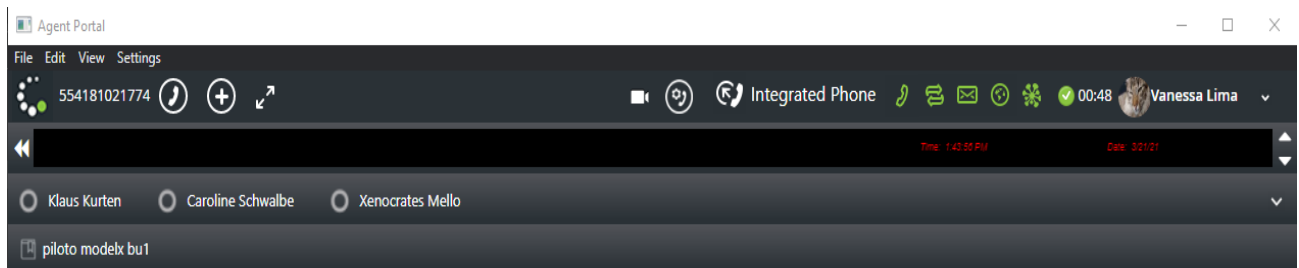 Agent Portal
File Edit View Settings
554181021774 Integrated Phone 00:48 Vanessa Lima
Time: 1:43:56 PM Date: 3/21/21
Klaus Kurten Caroline Schwalbe Xenocrates Mello
piloto modelx bu1